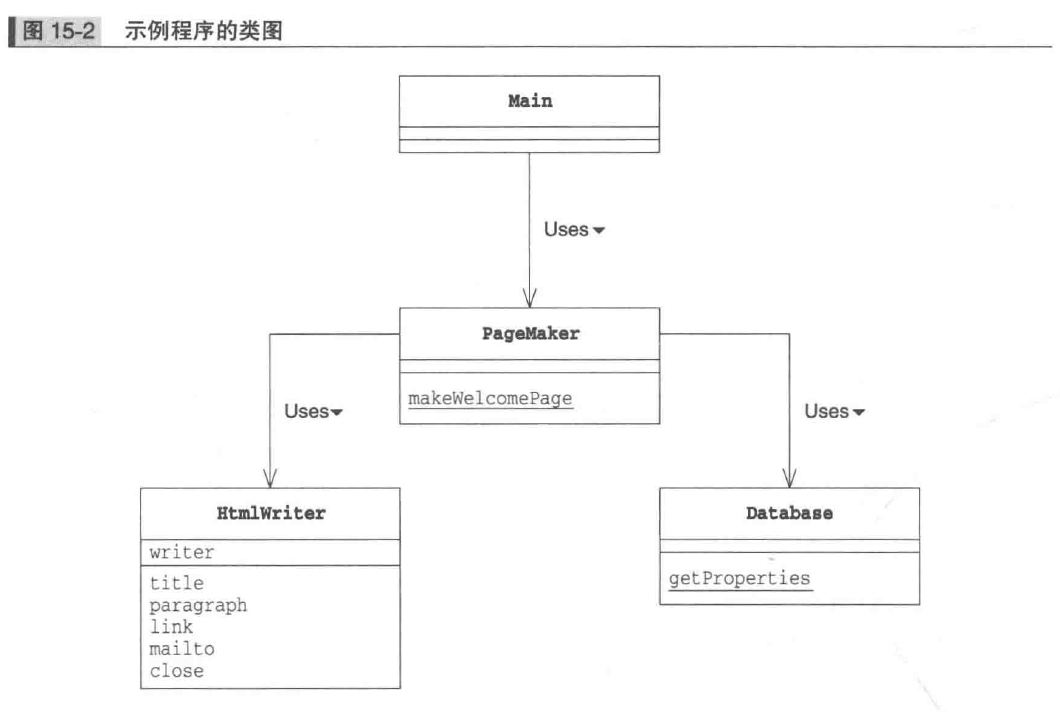 图 15-2 示例程序的类图
Main
Uses
PageMaker
makeWelcomePage
Uses
Uses
HtmlWriter
writer
title
paragraph
link
mailto
close
Database
getProperties